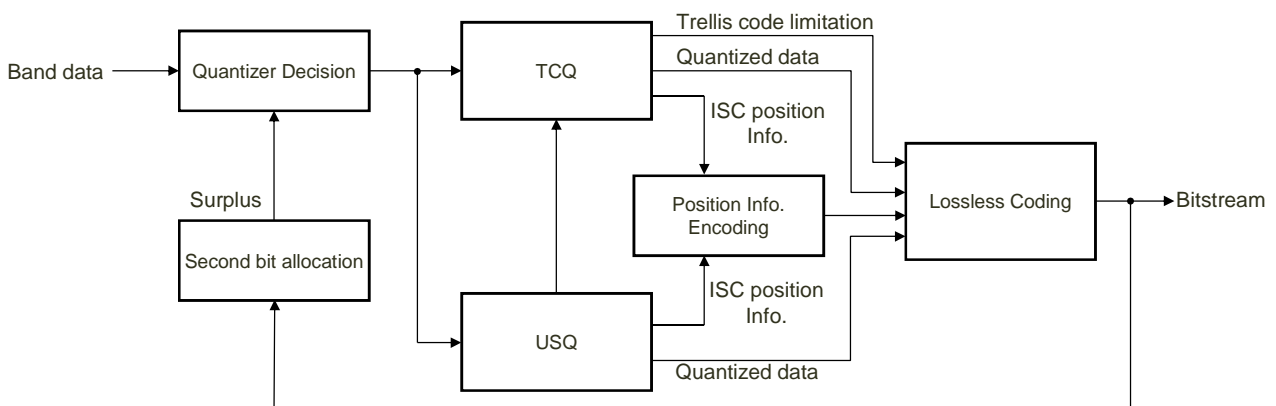 Trellis code limitation
Band data
Quantizer Decision
TCQ
Quantized data
ISC position
Info.
Surplus
Second bit allocation
Position Info.
Encoding
Lossless Coding
Bitstream
ISC position
Info.
USQ
Quantized data